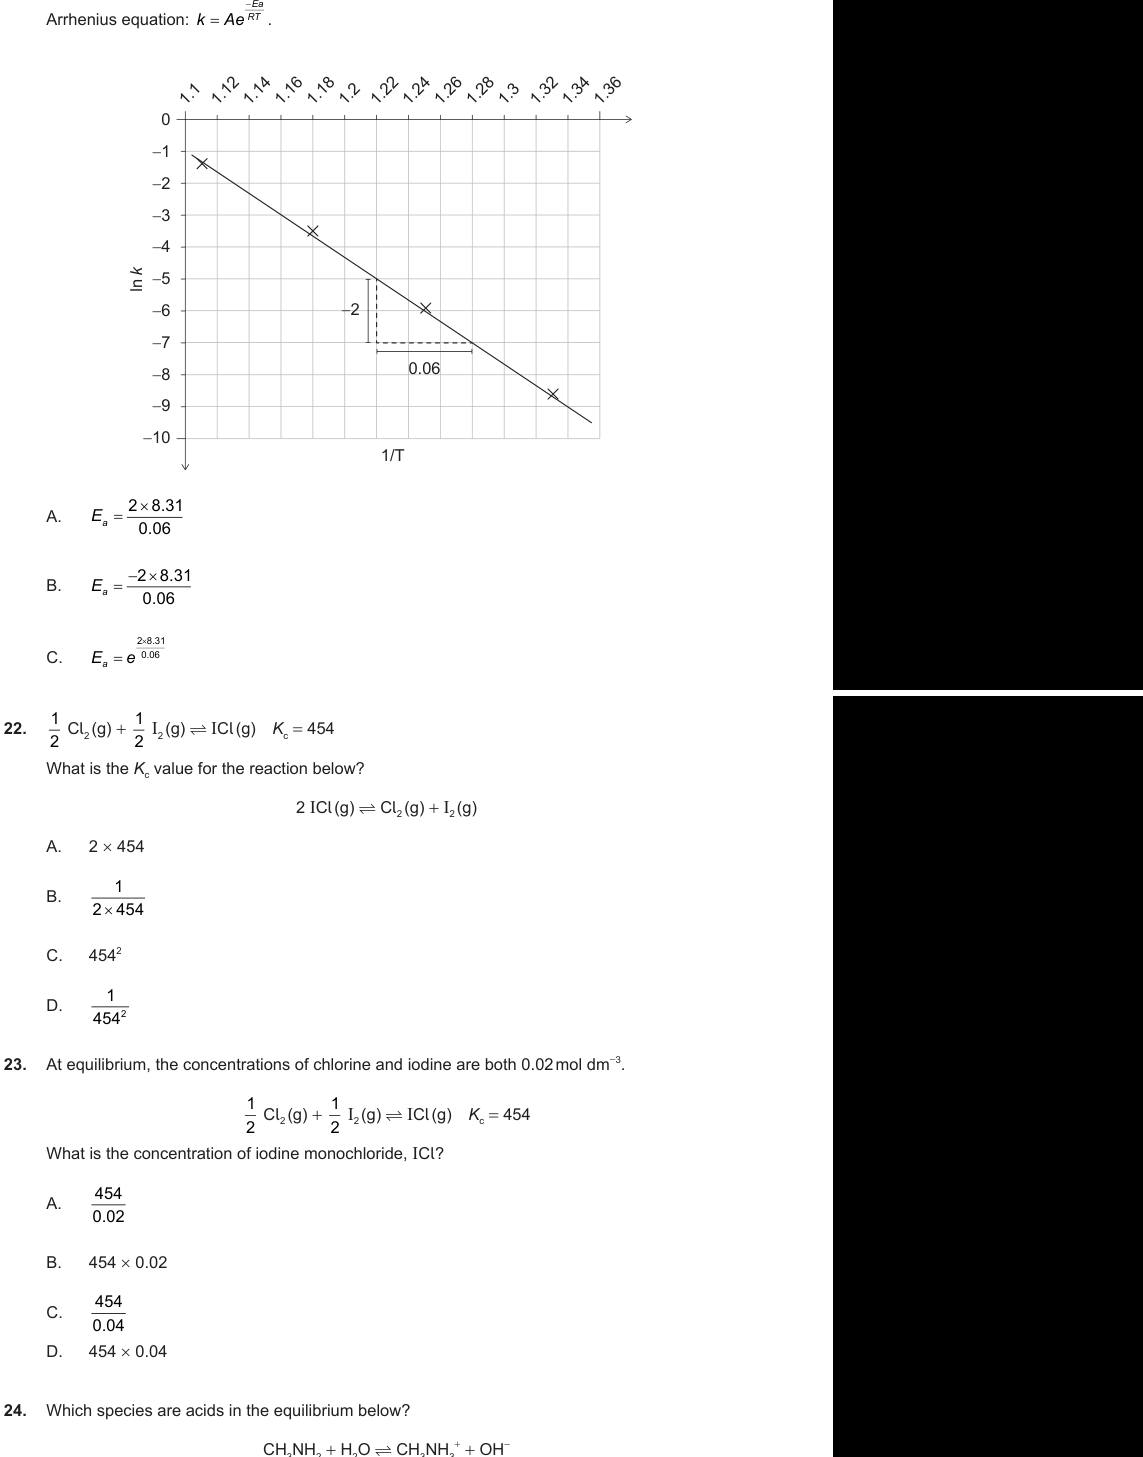 Arrhenius equation: k = Ae^(−Ea/RT) .
1.1 1.12 1.14 1.16 1.18 1.2 1.22 1.24 1.26 1.28 1.3 1.32 1.34 1.36
0
−1
−2
−3
−4
ln k
−5
−6
−2
−7
0.06
−8
−9
−10
1/T
A. Eₐ = (2×8.31)/0.06
B. Eₐ = (−2×8.31)/0.06
C. Eₐ = e^(2×8.31/0.06)
22. 1/2 Cl₂(g) + 1/2 I₂(g) ⇌ ICl(g) K꜀ = 454
What is the K꜀ value for the reaction below?
2 ICl(g) ⇌ Cl₂(g) + I₂(g)
A. 2 × 454
B. 1/(2×454)
C. 454²
D. 1/454²
23. At equilibrium, the concentrations of chlorine and iodine are both 0.02 mol dm⁻³.
1/2 Cl₂(g) + 1/2 I₂(g) ⇌ ICl(g) K꜀ = 454
What is the concentration of iodine monochloride, ICl?
A. 454/0.02
B. 454 × 0.02
C. 454/0.04
D. 454 × 0.04
24. Which species are acids in the equilibrium below?
CH₃NH₂ + H₂O ⇌ CH₃NH₃⁺ + OH⁻